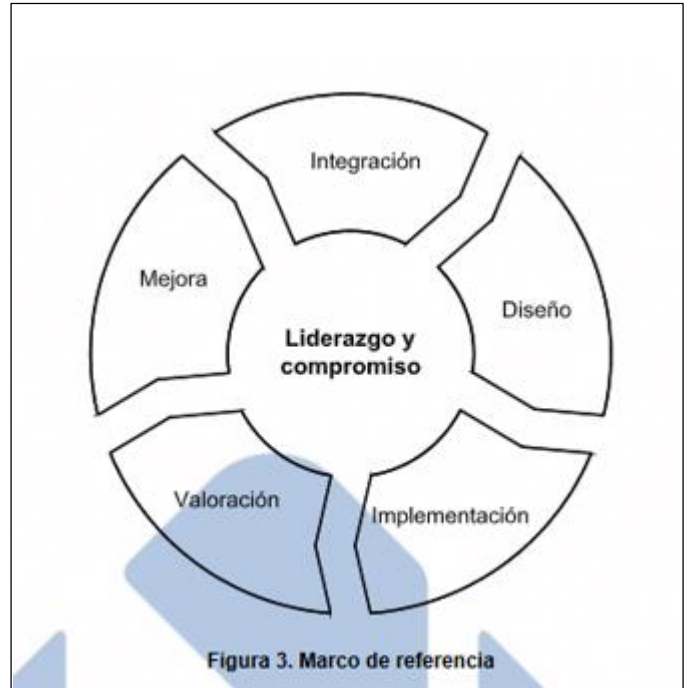 Integración
Mejora
Diseño
Liderazgo y
compromiso
Valoración
Implementación
Figura 3. Marco de referencia